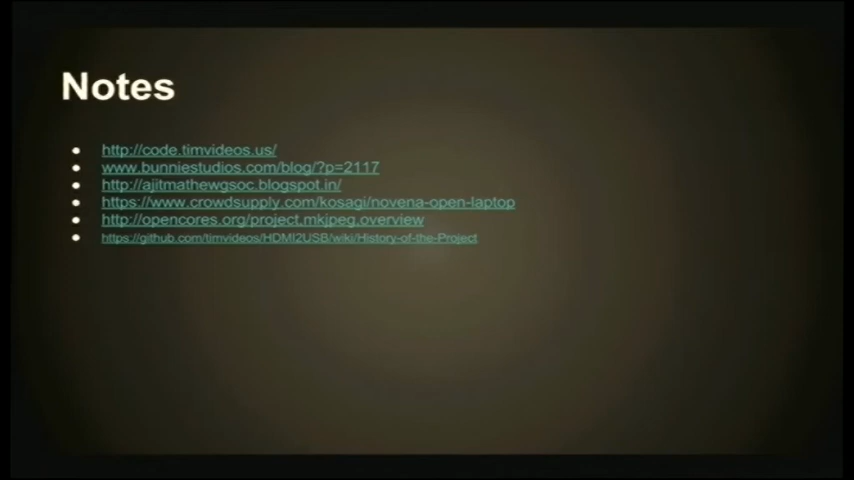 Notes
http://code.timvideos.us/
www.bunniestudios.com/blog/?p=2117
http://ajitmathewgsoc.blogspot.in/
https://www.crowdsupply.com/kosagi/novena-open-laptop
http://opencores.org/project.mkjpeg.overview
https://github.com/timvideos/HDMI2USB/wiki/History-of-the-Project